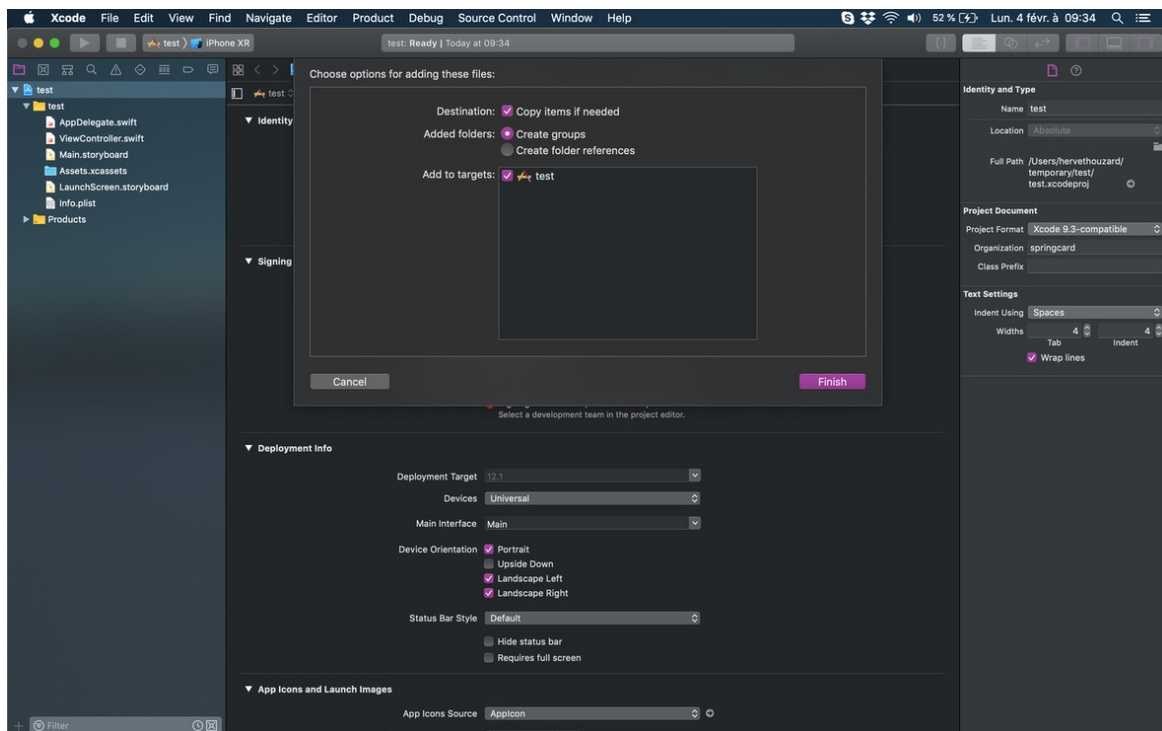 Xcode File Edit View Find Navigate Editor Product Debug Source Control Window Help 52 % Lun. 4 févr. à 09:34
test iPhone XR test: Ready | Today at 09:34
Choose options for adding these files:
Destination: Copy items if needed
Added folders: Create groups
Create folder references
Add to targets: test
Cancel Finish
test
test
AppDelegate.swift
ViewController.swift
Main.storyboard
Assets.xcassets
LaunchScreen.storyboard
Info.plist
Products
Filter
test
Identity
Signing
Select a development team in the project editor.
Deployment Info
Deployment Target 12.1
Devices Universal
Main Interface Main
Device Orientation Portrait
Upside Down
Landscape Left
Landscape Right
Status Bar Style Default
Hide status bar
Requires full screen
App Icons and Launch Images
App Icons Source AppIcon
Identity and Type
Name test
Location Absolute
Full Path /Users/hervethouzard/
temporary/test/
test.xcodeproj
Project Document
Project Format Xcode 9.3-compatible
Organization springcard
Class Prefix
Text Settings
Indent Using Spaces
Widths 4 4
Tab Indent
Wrap lines